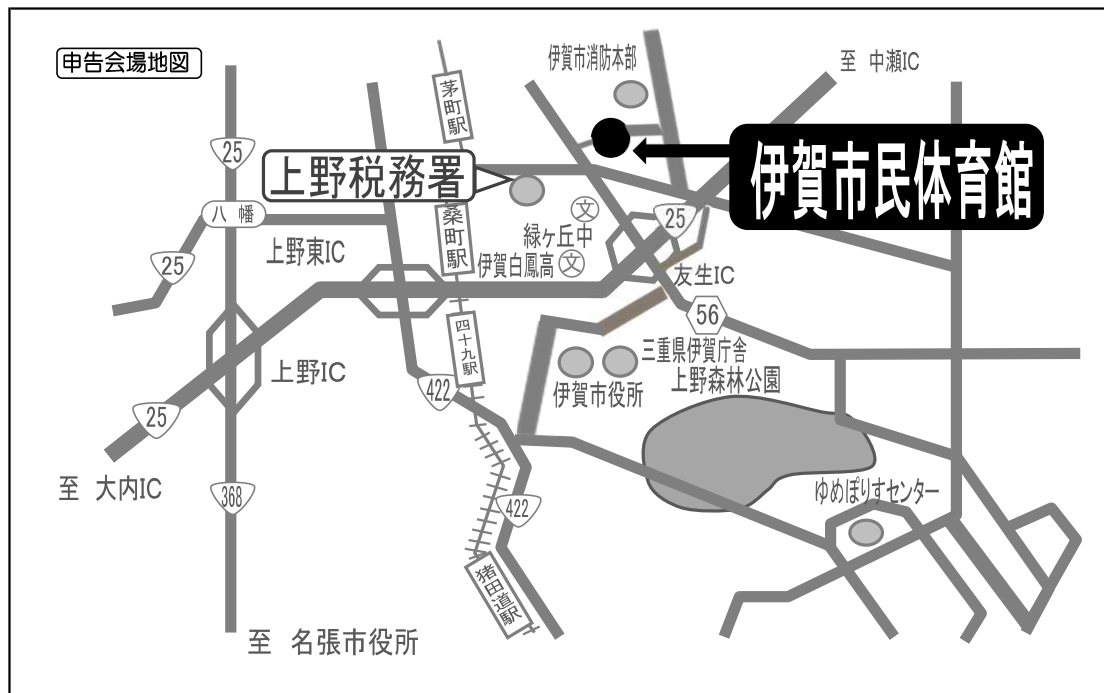 申告会場地図
伊賀市消防本部
至 中瀬IC
茅町駅
25
上野税務署
伊賀市民体育館
八幡
桑町駅
緑ヶ丘中
文
25
25
上野東IC
伊賀白鳳高
文
友生IC
四十九駅
56
三重県伊賀庁舎
上野IC
伊賀市役所
上野森林公園
422
25
至 大内IC
368
422
ゆめぽりすセンター
猪田道駅
至 名張市役所